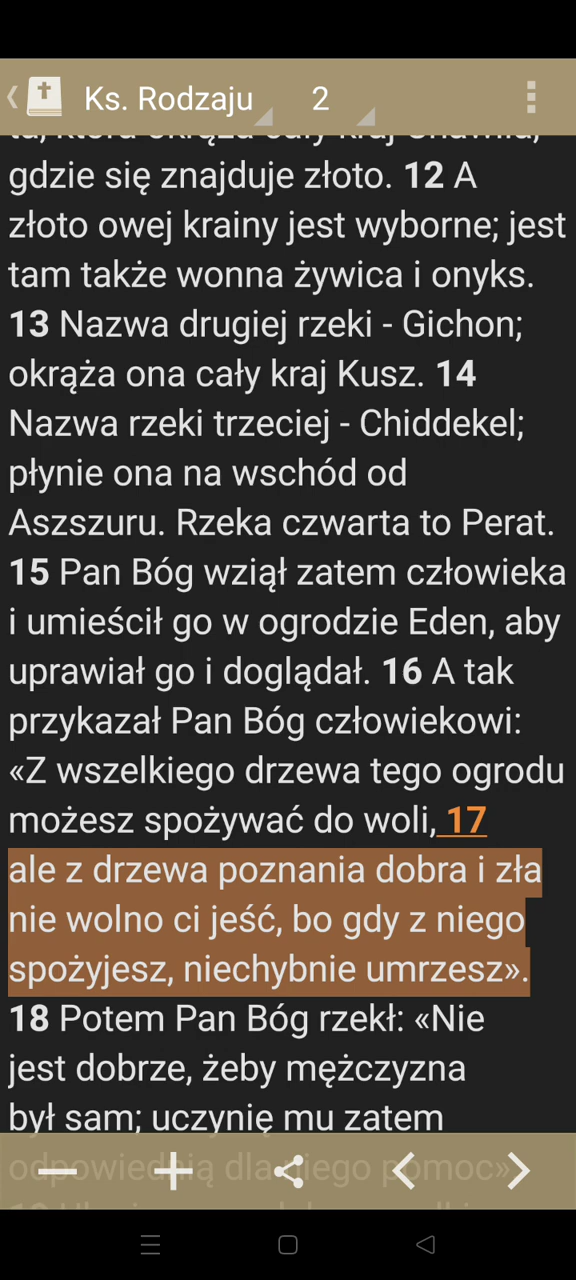 Ks. Rodzaju 2
gdzie się znajduje złoto. 12 A
złoto owej krainy jest wyborne; jest
tam także wonna żywica i onyks.
13 Nazwa drugiej rzeki - Gichon;
okrąża ona cały kraj Kusz. 14
Nazwa rzeki trzeciej - Chiddekel;
płynie ona na wschód od
Aszszuru. Rzeka czwarta to Perat.
15 Pan Bóg wziął zatem człowieka
i umieścił go w ogrodzie Eden, aby
uprawiał go i doglądał. 16 A tak
przykazał Pan Bóg człowiekowi:
«Z wszelkiego drzewa tego ogrodu
możesz spożywać do woli, 17
ale z drzewa poznania dobra i zła
nie wolno ci jeść, bo gdy z niego
spożyjesz, niechybnie umrzesz».
18 Potem Pan Bóg rzekł: «Nie
jest dobrze, żeby mężczyzna
był sam; uczynię mu zatem
odpowiednią dla niego pomoc»